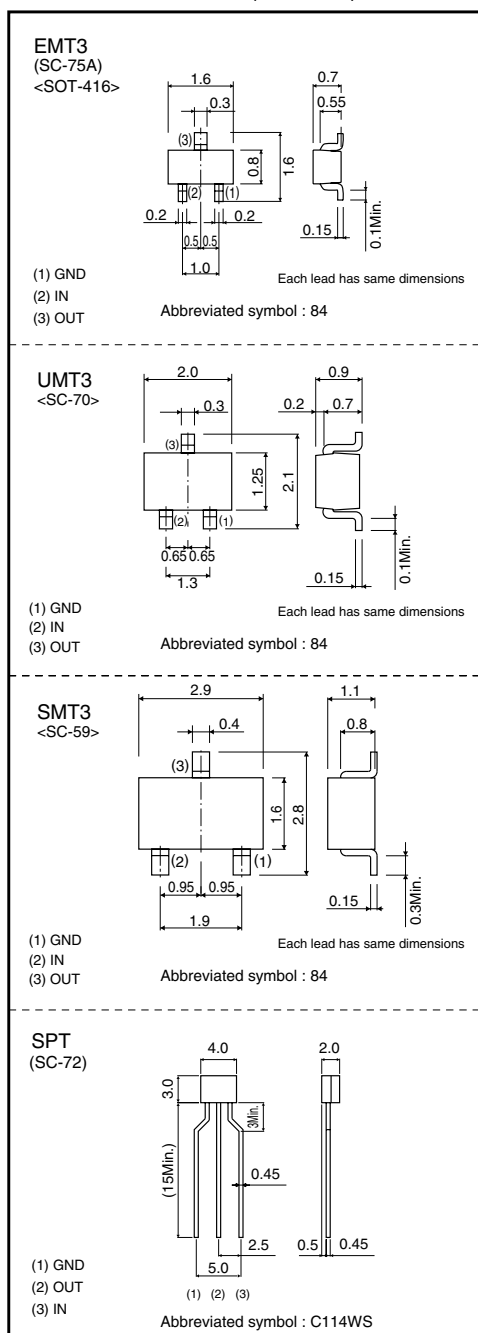 EMT3
(SC-75A)
<SOT-416>
1.6
0.3
(3)
0.8
1.6
(2)
(1)
0.2
0.2
0.5 0.5
1.0
0.7
0.55
0.15
0.1Min.
(1) GND
(2) IN
(3) OUT
Each lead has same dimensions
Abbreviated symbol : 84
UMT3
<SC-70>
2.0
0.3
(3)
1.25
2.1
(2)
(1)
0.65 0.65
1.3
0.9
0.2
0.7
0.15
0.1Min.
(1) GND
(2) IN
(3) OUT
Each lead has same dimensions
Abbreviated symbol : 84
SMT3
<SC-59>
2.9
0.4
(3)
1.6
2.8
(2)
(1)
0.95 0.95
1.9
1.1
0.8
0.15
0.3Min.
(1) GND
(2) IN
(3) OUT
Each lead has same dimensions
Abbreviated symbol : 84
SPT
(SC-72)
4.0
2.0
3.0
3Min.
(15Min.)
0.45
2.5
5.0
0.5
0.45
(1) GND
(2) OUT
(3) IN
(1) (2) (3)
Abbreviated symbol : C114WS